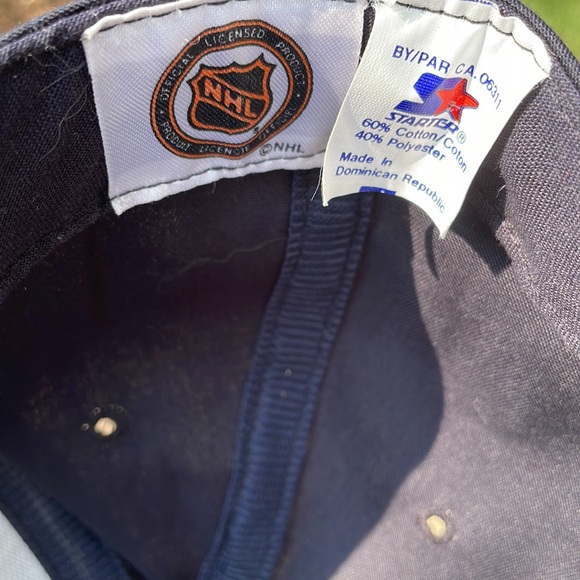 OFFICIAL LICENSED PRODUCT
PRODUIT LICENCIÉ OFFICIEL
NHL
©NHL
BY/PAR CA.06311
STARTER®
60% Cotton/Coton
40% Polyester
Made in
Dominican Republic